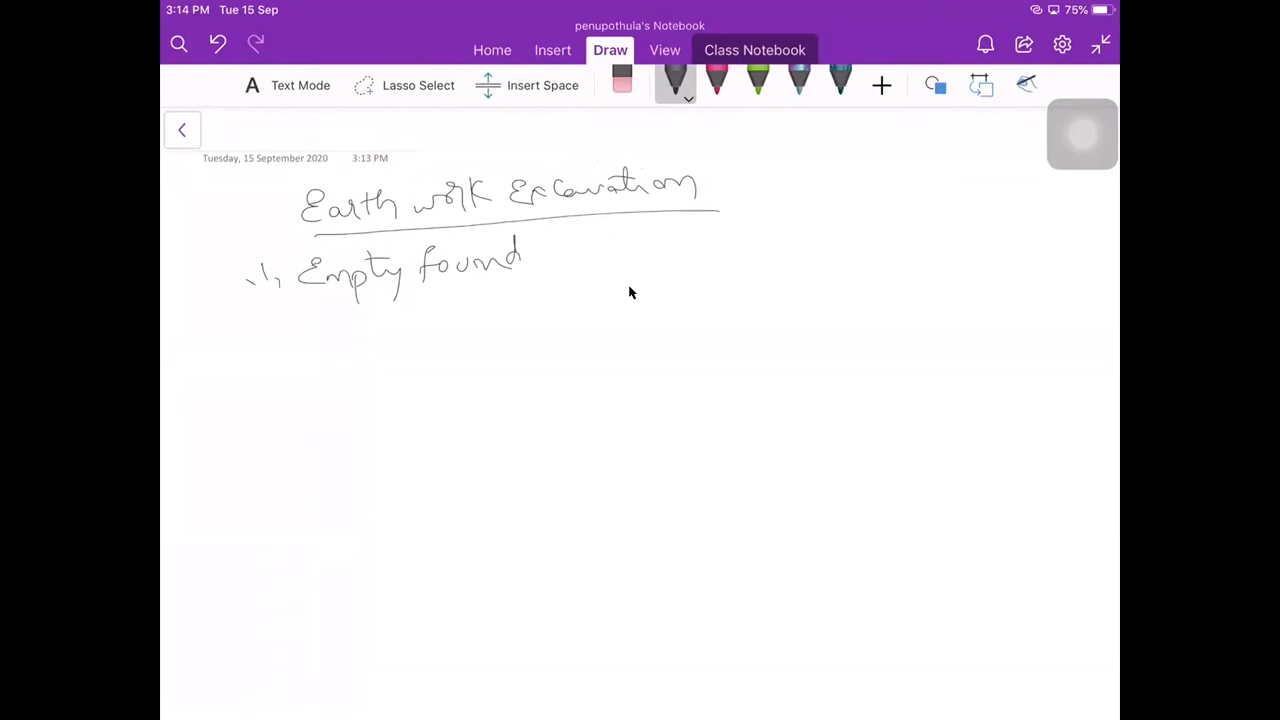 3:14 PM Tue 15 Sep 75%
penupothula's Notebook
Home Insert Draw View Class Notebook
A Text Mode Lasso Select Insert Space
Tuesday, 15 September 2020 3:13 PM
Earth work Excavation
Empty found